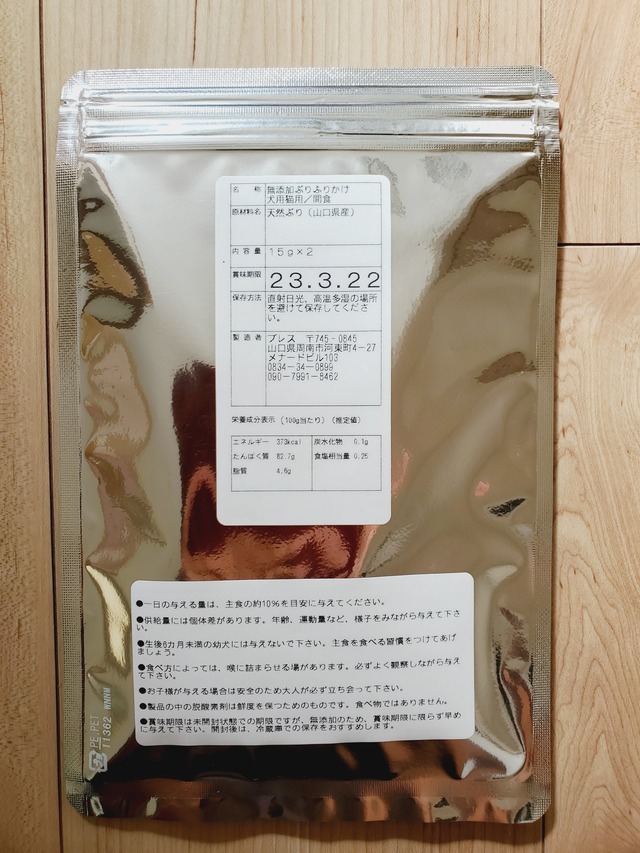 名　称 無添加ぶりふりかけ
犬用猫用／間食
原材料名 天然ぶり（山口県産）
内容量 １５ｇ×２
賞味期限 23.3.22
保存方法 直射日光、高温多湿の場所
を避けて保存してくださ
い。
製造者 ブレス　〒745－0845
山口県周南市河東町4－27
メナードビル103
0834－34－0899
090－7991－8462
栄養成分表示（100g当たり）（推定値）
エネルギー 373kcal 炭水化物 0.1g
たんぱく質 82.7g 食塩相当量 0.25
脂質 4.6g
●一日の与える量は、主食の約10％を目安に与えてください。
●供給量には個体差があります。年齢、運動量など、様子をみながら与えて下さ
い。
●生後6カ月未満の幼犬には与えないで下さい。主食を食べる習慣をつけてあげ
ましょう。
●食べ方によっては、喉に詰まらせる場があります。必ずよく観察しながら与え
て下さい。
●お子様が与える場合は安全のため大人が必ず立ち会って下さい。
●製品の中の脱酸素剤は鮮度を保つためのものです。食べ物ではありません。
●賞味期限は未開封状態での期限ですが、無添加のため、賞味期限に限らず早め
に与えて下さい。開封後は、冷蔵庫での保存をおすすめします。
PE,PET
11362 WNNW